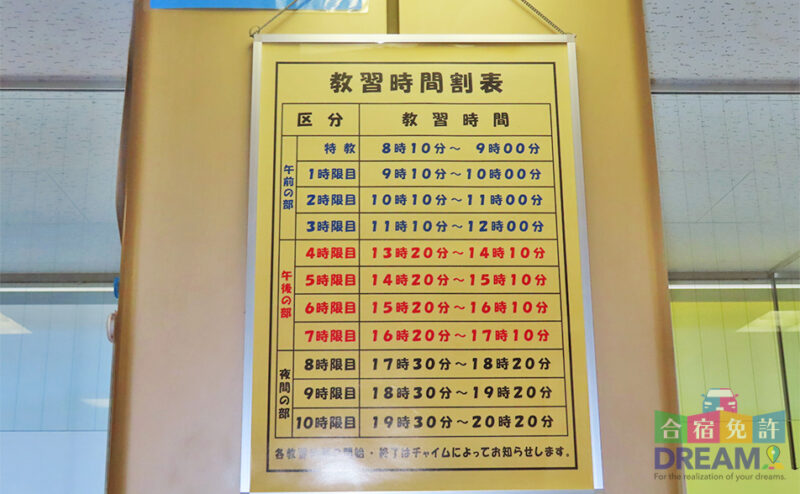 教習時間割表
区分 教習時間
午前の部
特教 8時10分～ 9時00分
1時限目 9時10分～10時00分
2時限目 10時10分～11時00分
3時限目 11時10分～12時00分
午後の部
4時限目 13時20分～14時10分
5時限目 14時20分～15時10分
6時限目 15時20分～16時10分
7時限目 16時20分～17時10分
夜間の部
8時限目 17時30分～18時20分
9時限目 18時30分～19時20分
10時限目 19時30分～20時20分
各教習 開始・終了はチャイムによってお知らせします。
合宿免許
DREAM!
For the realization of your dreams.